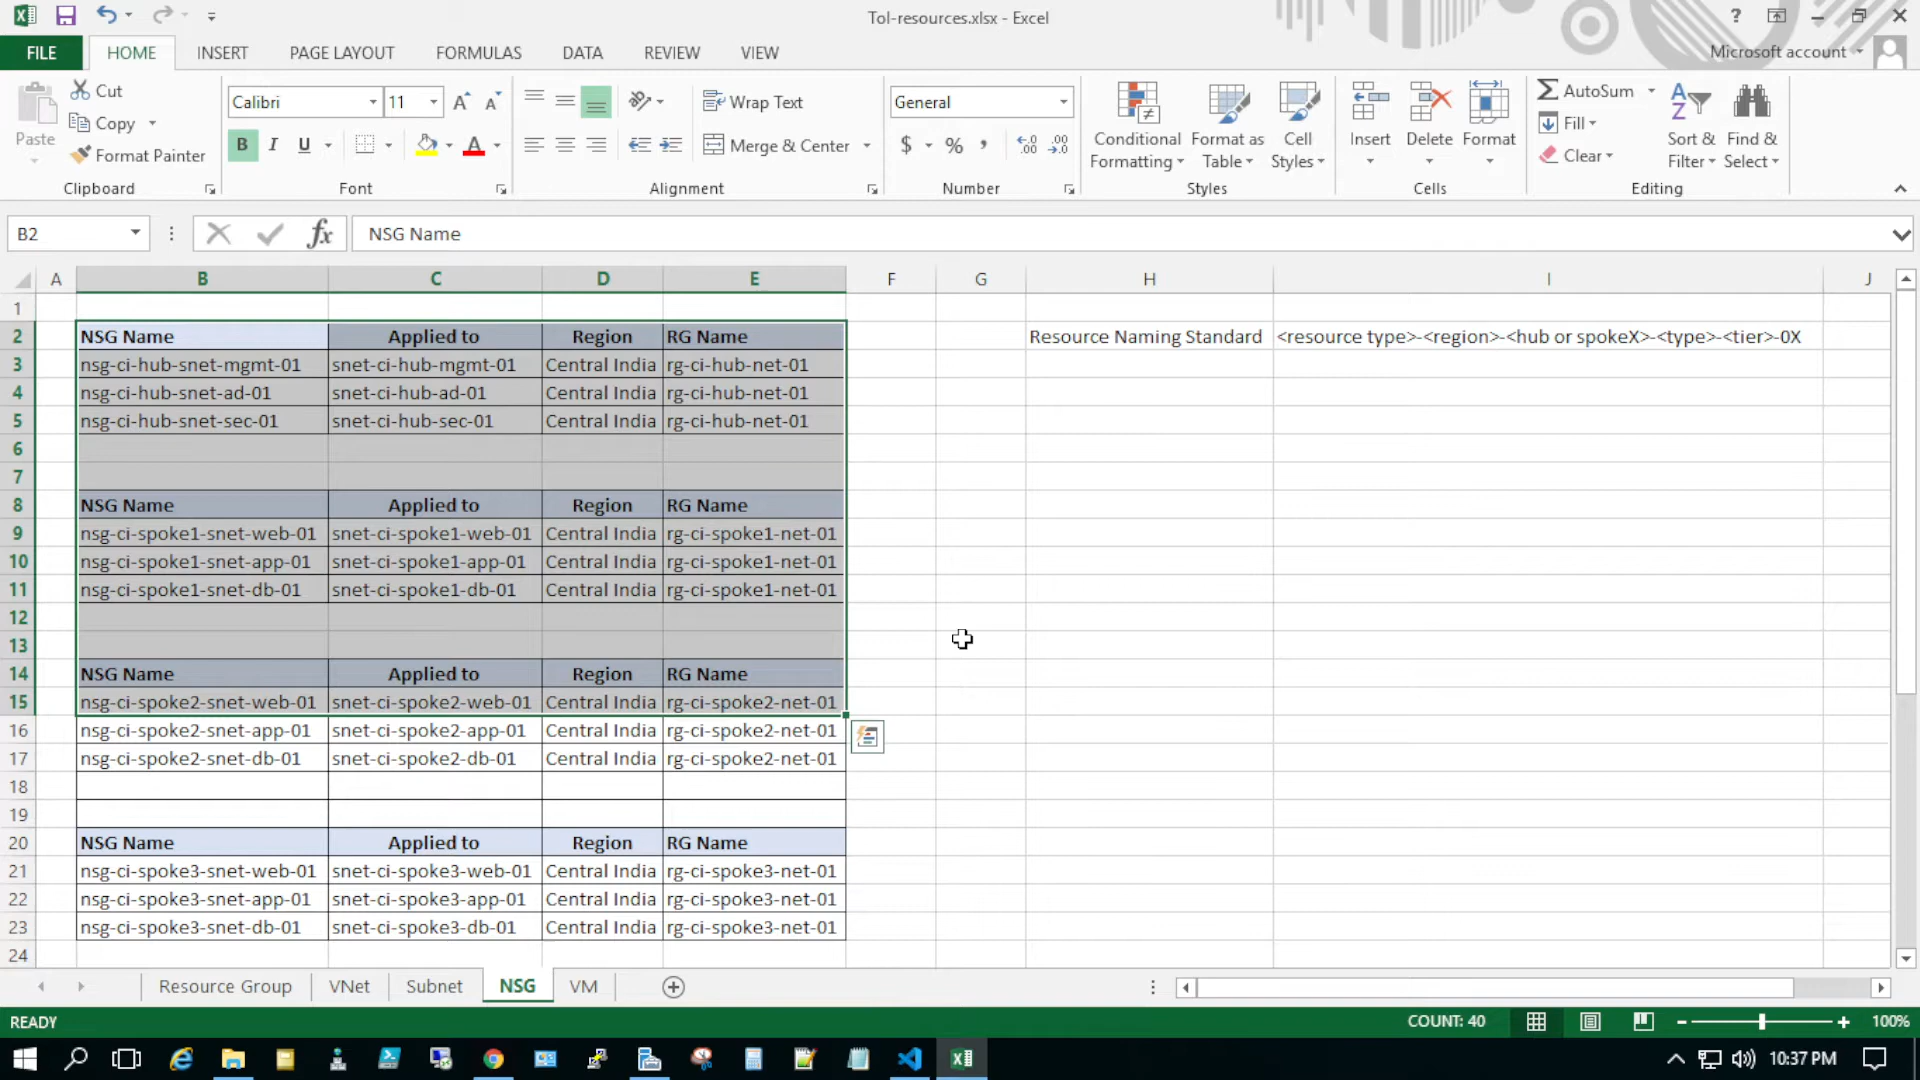 Tol-resources.xlsx - Excel
?
Microsoft account
FILE HOME INSERT PAGE LAYOUT FORMULAS DATA REVIEW VIEW
Paste
Cut
Copy
Format Painter
Clipboard
Calibri 11
B I U
Font
Wrap Text
Merge & Center
Alignment
General
$ % ,
Number
Conditional Formatting
Format as Table
Cell Styles
Styles
Insert
Delete
Format
Cells
AutoSum
Fill
Clear
Sort & Filter
Find & Select
Editing
B2 fx NSG Name
A B C D E F G H I J
1
2 NSG Name Applied to Region RG Name Resource Naming Standard <resource type>-<region>-<hub or spokeX>-<type>-<tier>-0X
3 nsg-ci-hub-snet-mgmt-01 snet-ci-hub-mgmt-01 Central India rg-ci-hub-net-01
4 nsg-ci-hub-snet-ad-01 snet-ci-hub-ad-01 Central India rg-ci-hub-net-01
5 nsg-ci-hub-snet-sec-01 snet-ci-hub-sec-01 Central India rg-ci-hub-net-01
6
7
8 NSG Name Applied to Region RG Name
9 nsg-ci-spoke1-snet-web-01 snet-ci-spoke1-web-01 Central India rg-ci-spoke1-net-01
10 nsg-ci-spoke1-snet-app-01 snet-ci-spoke1-app-01 Central India rg-ci-spoke1-net-01
11 nsg-ci-spoke1-snet-db-01 snet-ci-spoke1-db-01 Central India rg-ci-spoke1-net-01
12
13
14 NSG Name Applied to Region RG Name
15 nsg-ci-spoke2-snet-web-01 snet-ci-spoke2-web-01 Central India rg-ci-spoke2-net-01
16 nsg-ci-spoke2-snet-app-01 snet-ci-spoke2-app-01 Central India rg-ci-spoke2-net-01
17 nsg-ci-spoke2-snet-db-01 snet-ci-spoke2-db-01 Central India rg-ci-spoke2-net-01
18
19
20 NSG Name Applied to Region RG Name
21 nsg-ci-spoke3-snet-web-01 snet-ci-spoke3-web-01 Central India rg-ci-spoke3-net-01
22 nsg-ci-spoke3-snet-app-01 snet-ci-spoke3-app-01 Central India rg-ci-spoke3-net-01
23 nsg-ci-spoke3-snet-db-01 snet-ci-spoke3-db-01 Central India rg-ci-spoke3-net-01
24
Resource Group VNet Subnet NSG VM
READY COUNT: 40 100%
10:37 PM